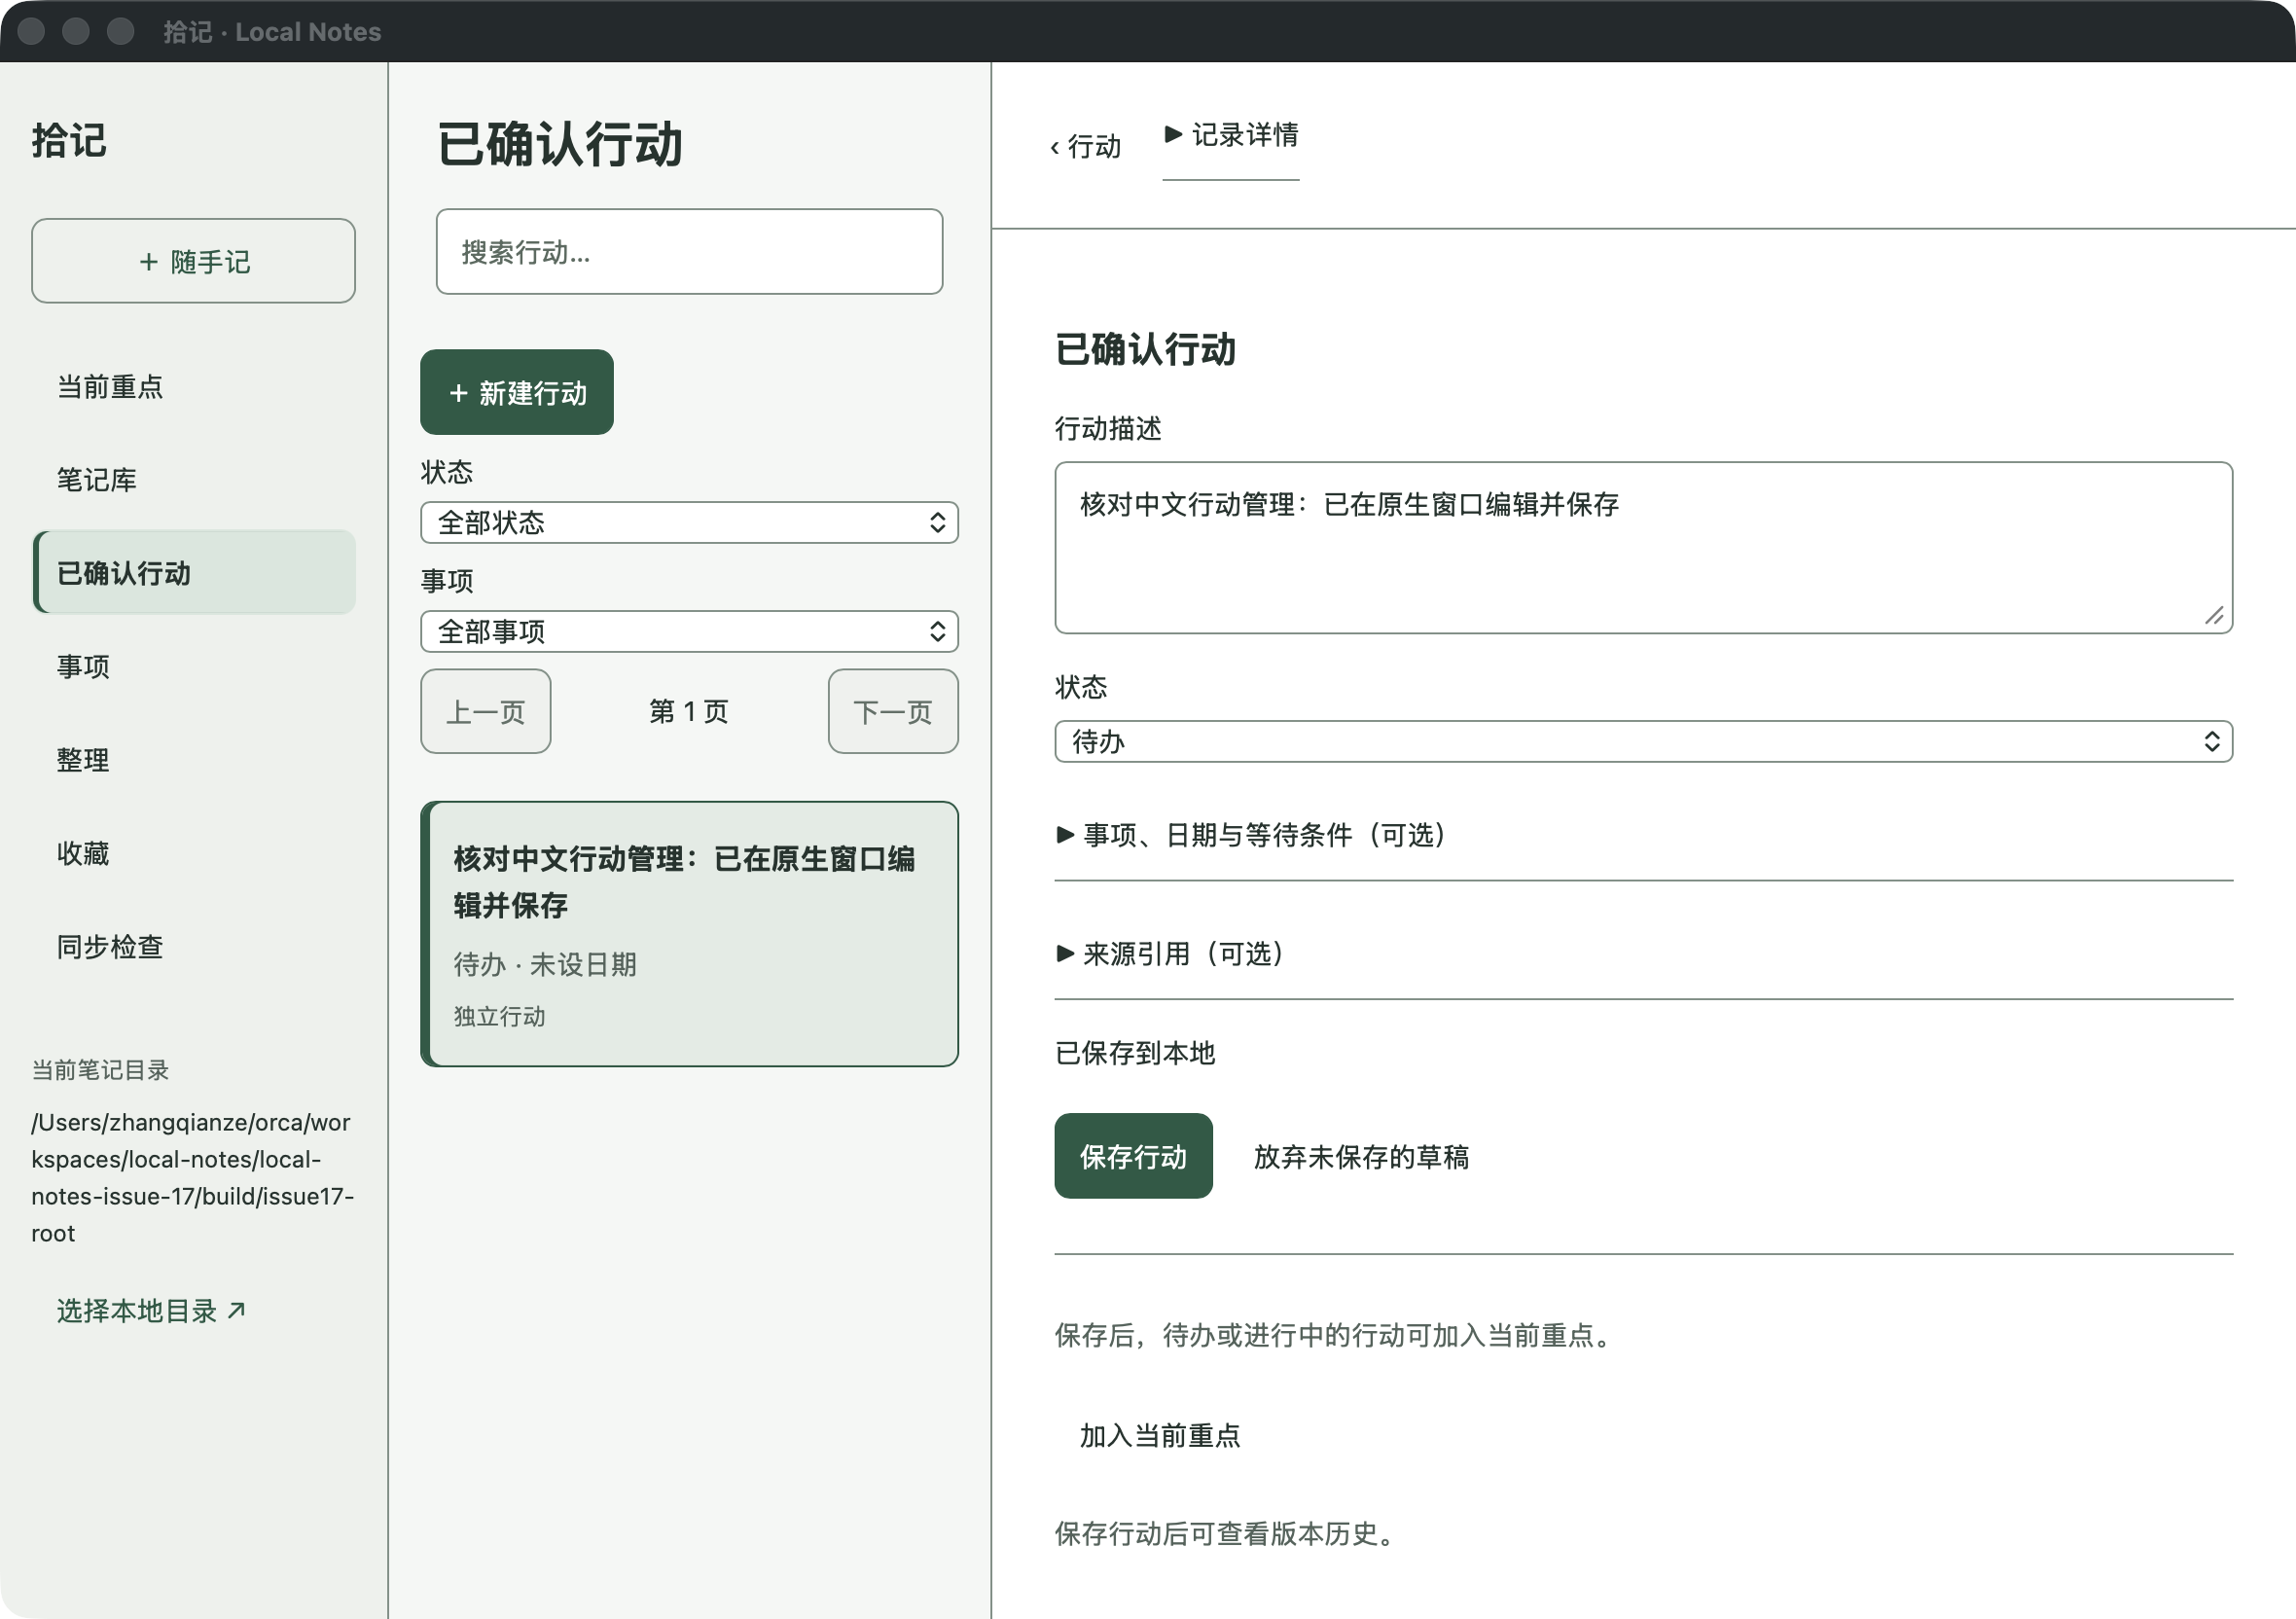 拾记 · Local Notes
拾记
+ 随手记
当前重点
笔记库
已确认行动
事项
整理
收藏
同步检查
当前笔记目录
/Users/zhangqianze/orca/wor
kspaces/local-notes/local-
notes-issue-17/build/issue17-
root
选择本地目录 ↗
已确认行动
搜索行动...
+ 新建行动
状态
全部状态
事项
全部事项
上一页
第 1 页
下一页
核对中文行动管理：已在原生窗口编
辑并保存
待办 · 未设日期
独立行动
‹ 行动
▶ 记录详情
已确认行动
行动描述
核对中文行动管理：已在原生窗口编辑并保存
状态
待办
▶ 事项、日期与等待条件（可选）
▶ 来源引用（可选）
已保存到本地
保存行动
放弃未保存的草稿
保存后，待办或进行中的行动可加入当前重点。
加入当前重点
保存行动后可查看版本历史。